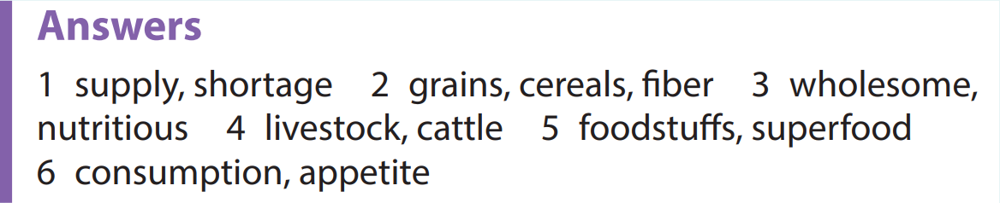 Answers
1 supply, shortage 2 grains, cereals, fiber 3 wholesome,
nutritious 4 livestock, cattle 5 foodstuffs, superfood
6 consumption, appetite